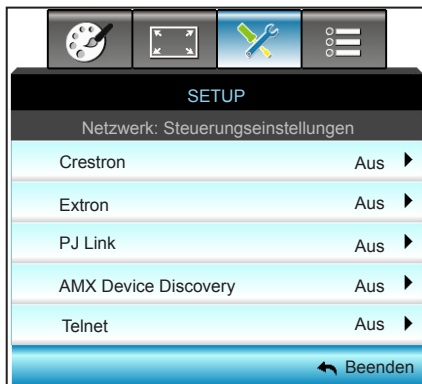 SETUP
Netzwerk: Steuerungseinstellungen
Crestron Aus
Extron Aus
PJ Link Aus
AMX Device Discovery Aus
Telnet Aus
Beenden